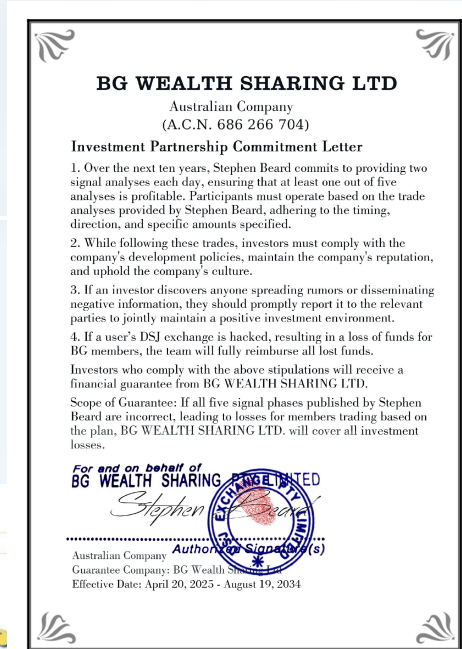 BG WEALTH SHARING LTD
Australian Company
(A.C.N. 686 266 704)
Investment Partnership Commitment Letter
1. Over the next ten years, Stephen Beard commits to providing two
signal analyses each day, ensuring that at least one out of five
analyses is profitable. Participants must operate based on the trade
analyses provided by Stephen Beard, adhering to the timing,
direction, and specific amounts specified.
2. While following these trades, investors must comply with the
company's development policies, maintain the company's reputation,
and uphold the company's culture.
3. If an investor discovers anyone spreading rumors or disseminating
negative information, they should promptly report it to the relevant
parties to jointly maintain a positive investment environment.
4. If a user's DSJ exchange is hacked, resulting in a loss of funds for
BG members, the team will fully reimburse all lost funds.
Investors who comply with the above stipulations will receive a
financial guarantee from BG WEALTH SHARING LTD.
Scope of Guarantee: If all five signal phases published by Stephen
Beard are incorrect, leading to losses for members trading based on
the plan, BG WEALTH SHARING LTD. will cover all investment
losses.
For and on behalf of
BG WEALTH SHARING LIMITED
Stephen Beard
DSJ EXCHANGE PTY LIMITED
Authorized Signature(s)
Australian Company
Guarantee Company: BG Wealth Sharing Ltd
Effective Date: April 20, 2025 - August 19, 2034